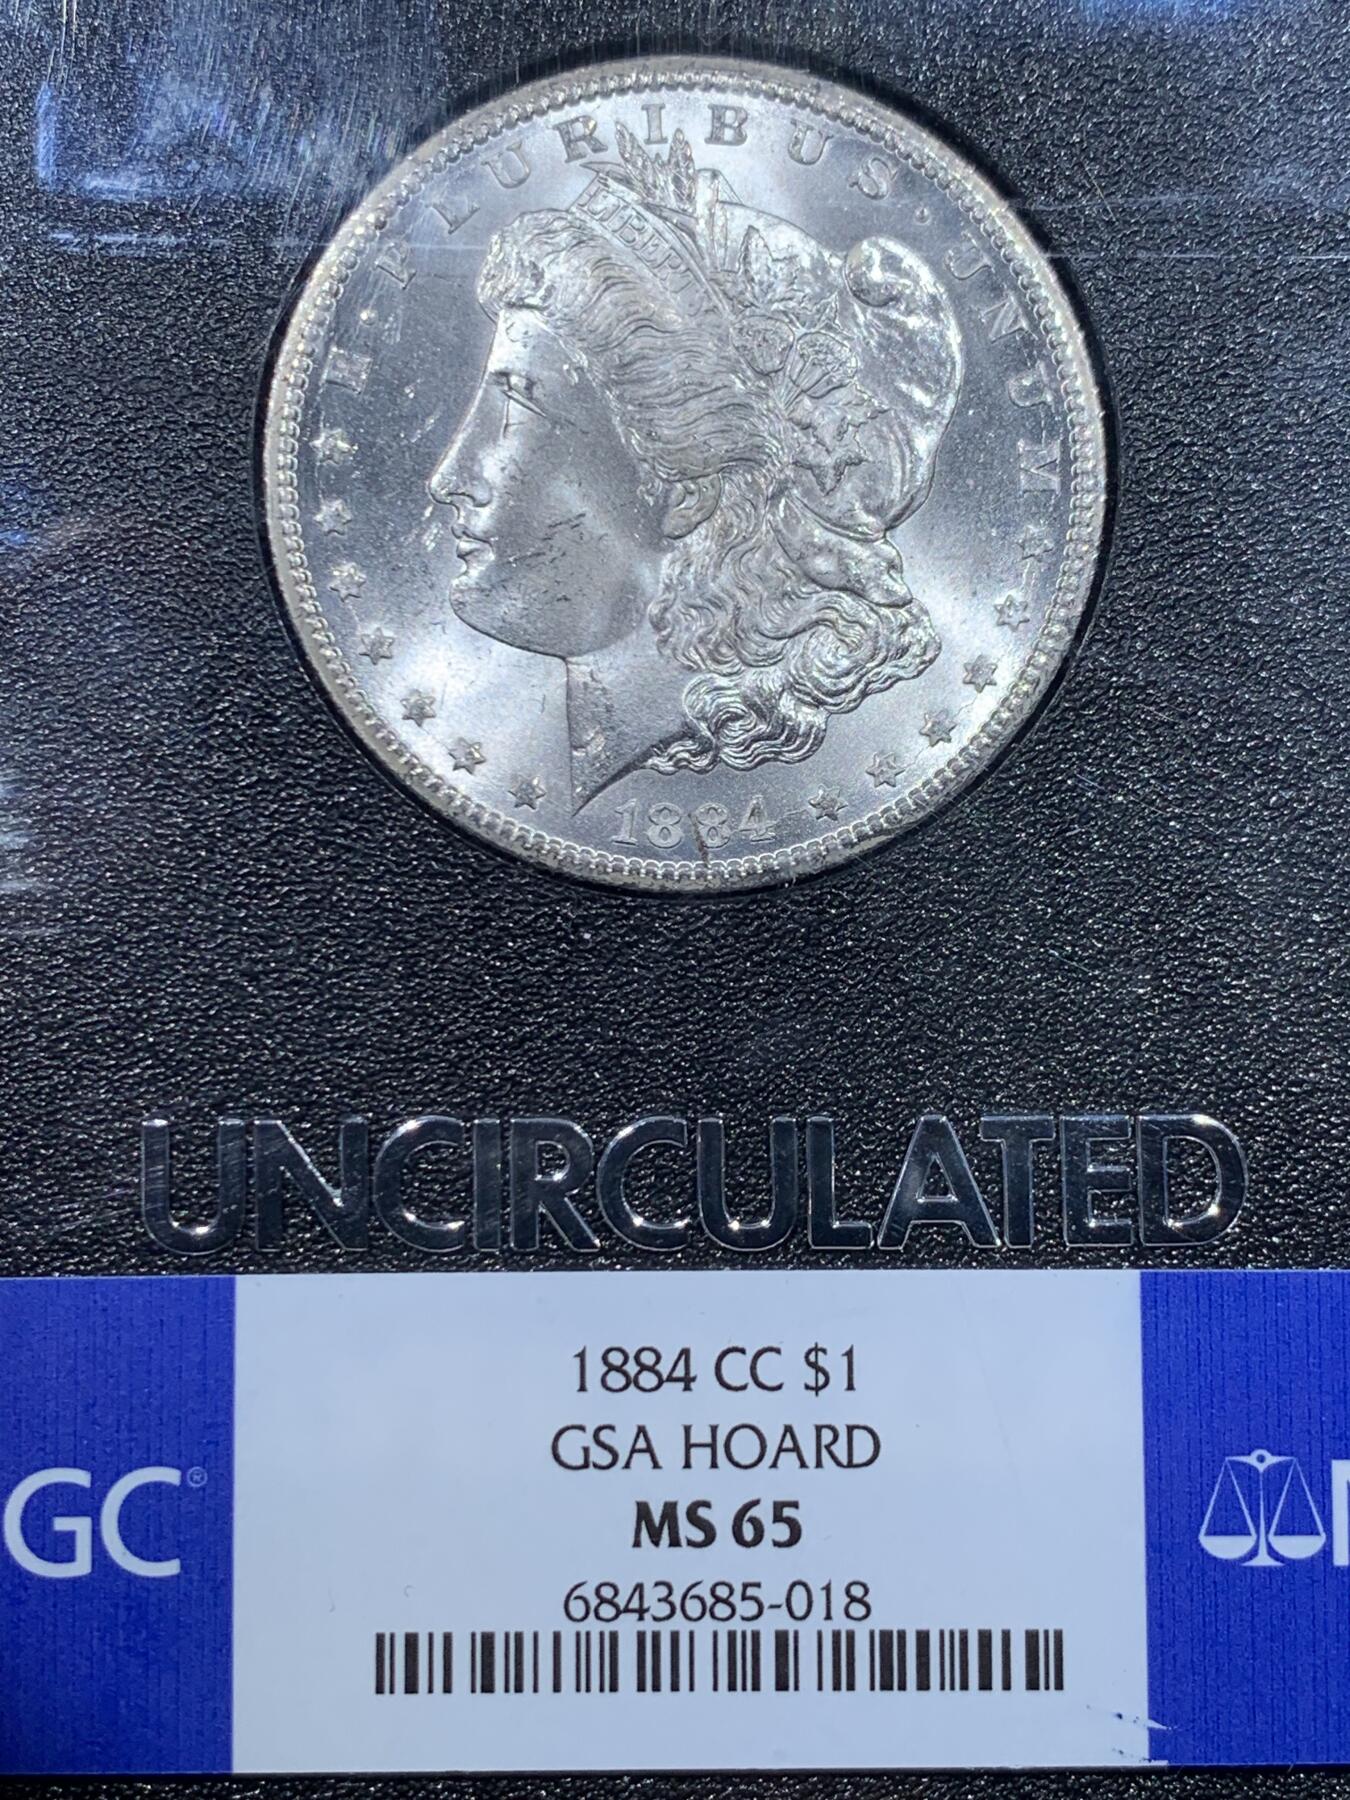 E·PLURIBUS·UNUM
LIBERTY
1884
UNCIRCULATED
GC®
1884 CC $1
GSA HOARD
MS 65
6843685-018